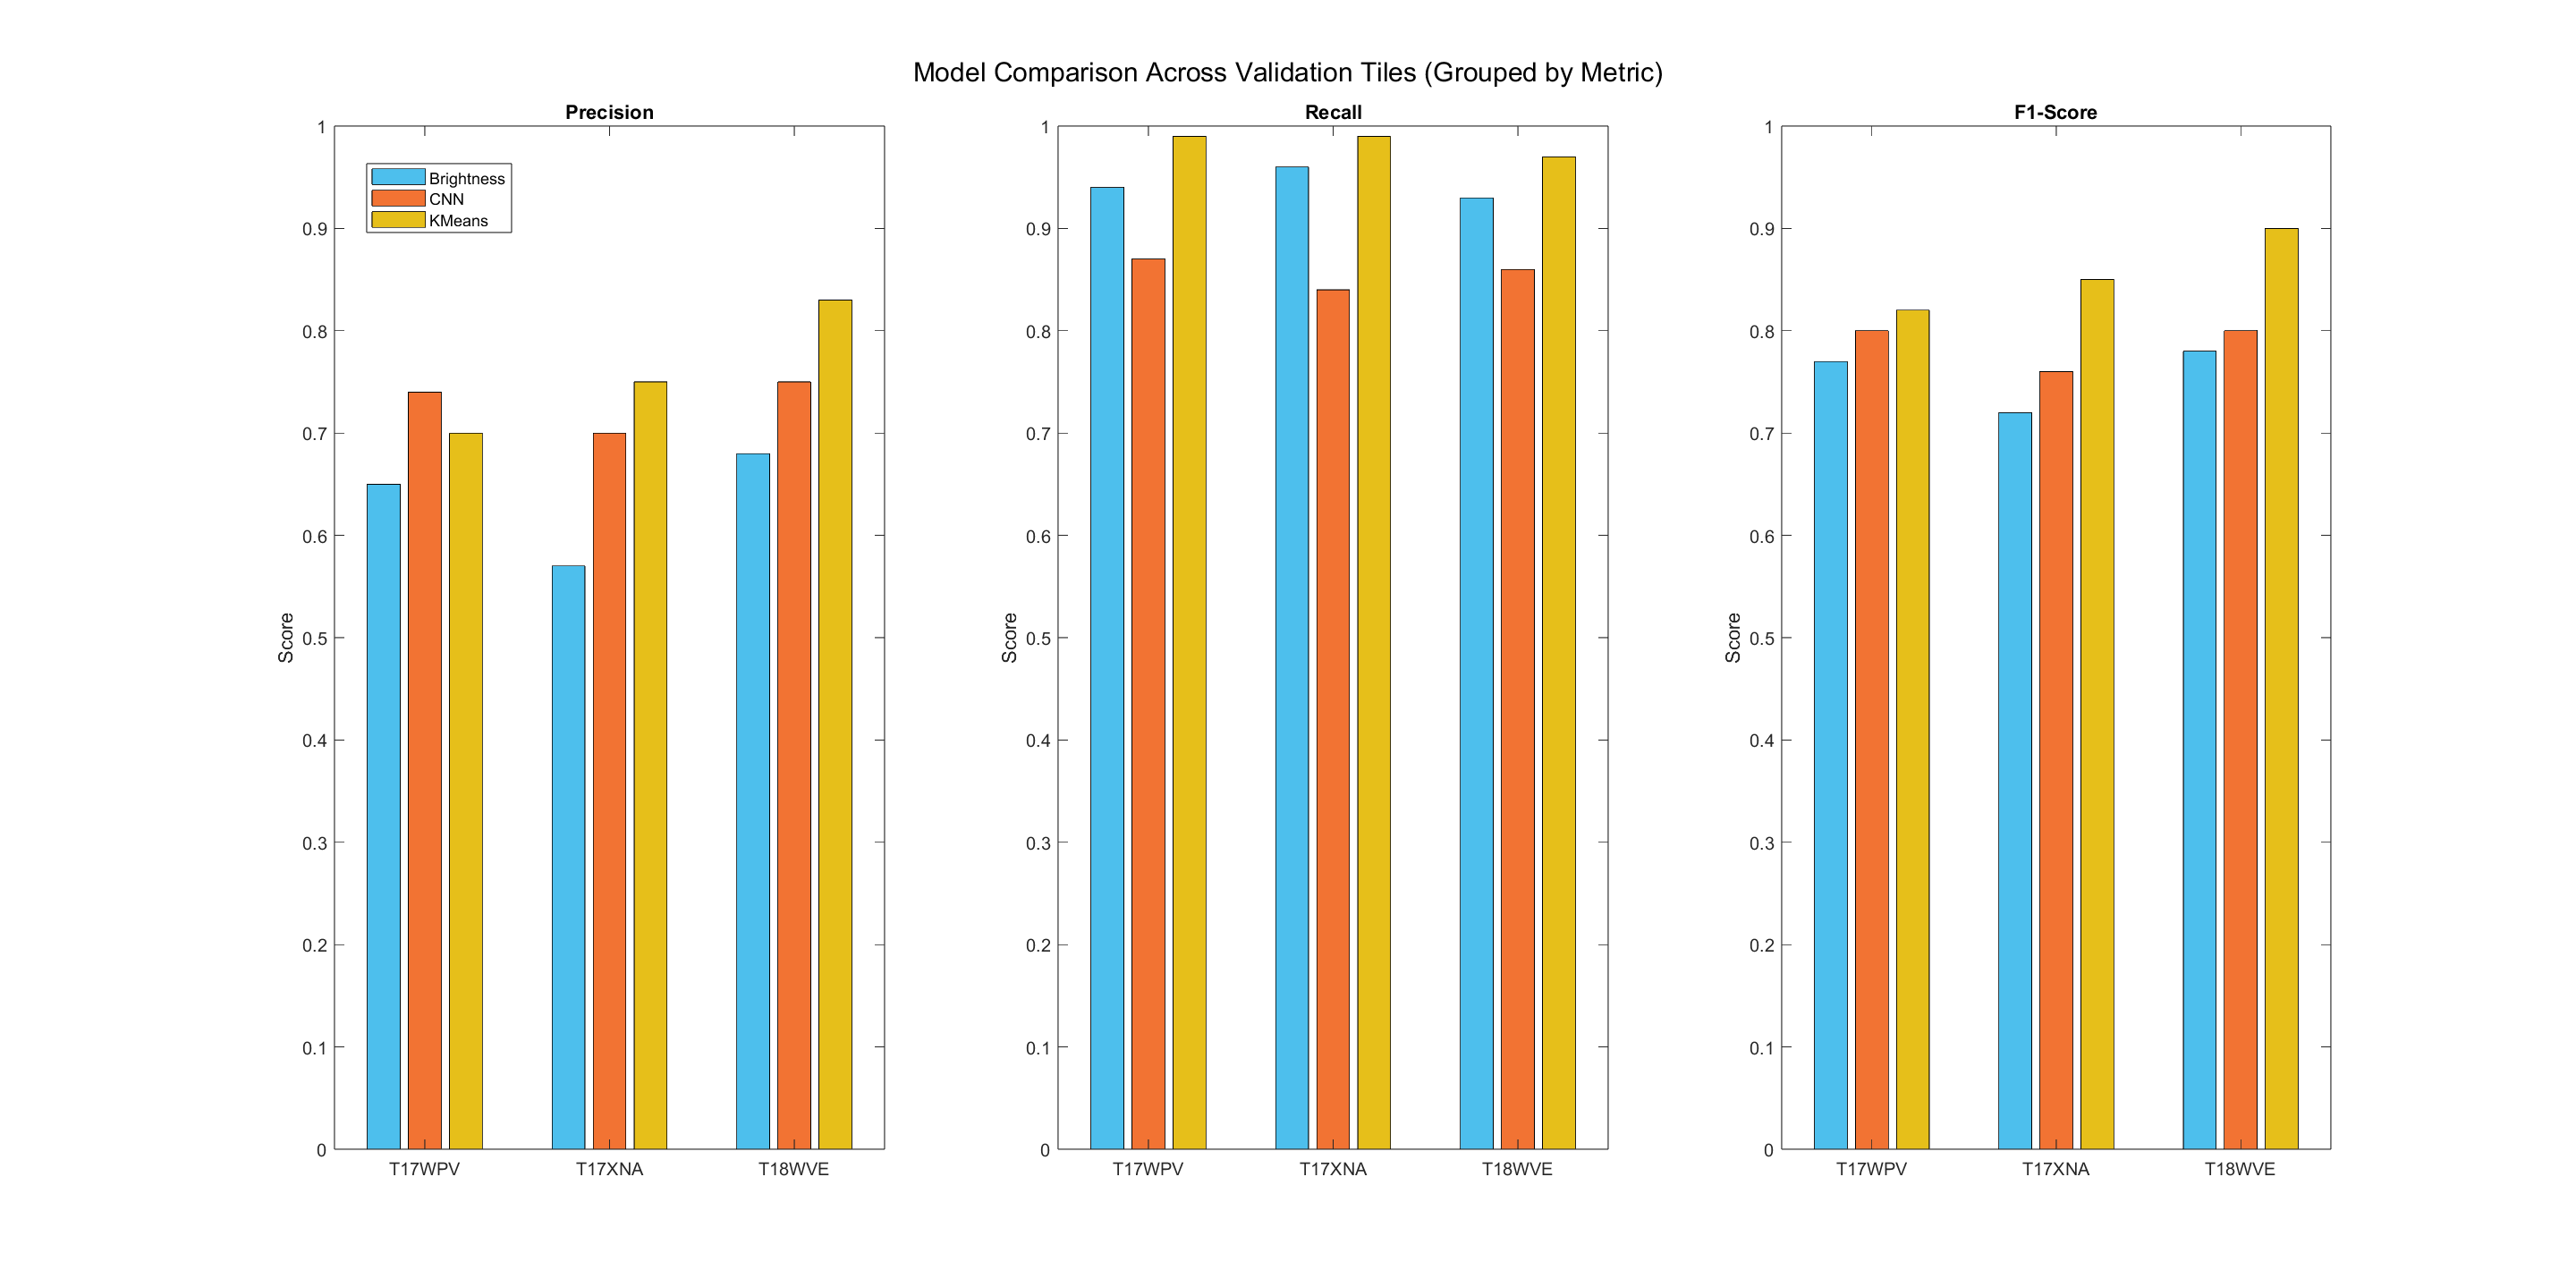 Model Comparison Across Validation Tiles (Grouped by Metric)
Precision
Brightness
CNN
KMeans
Score
1
0.9
0.8
0.7
0.6
0.5
0.4
0.3
0.2
0.1
0
T17WPV T17XNA T18WVE
Recall
Score
1
0.9
0.8
0.7
0.6
0.5
0.4
0.3
0.2
0.1
0
T17WPV T17XNA T18WVE
F1-Score
Score
1
0.9
0.8
0.7
0.6
0.5
0.4
0.3
0.2
0.1
0
T17WPV T17XNA T18WVE